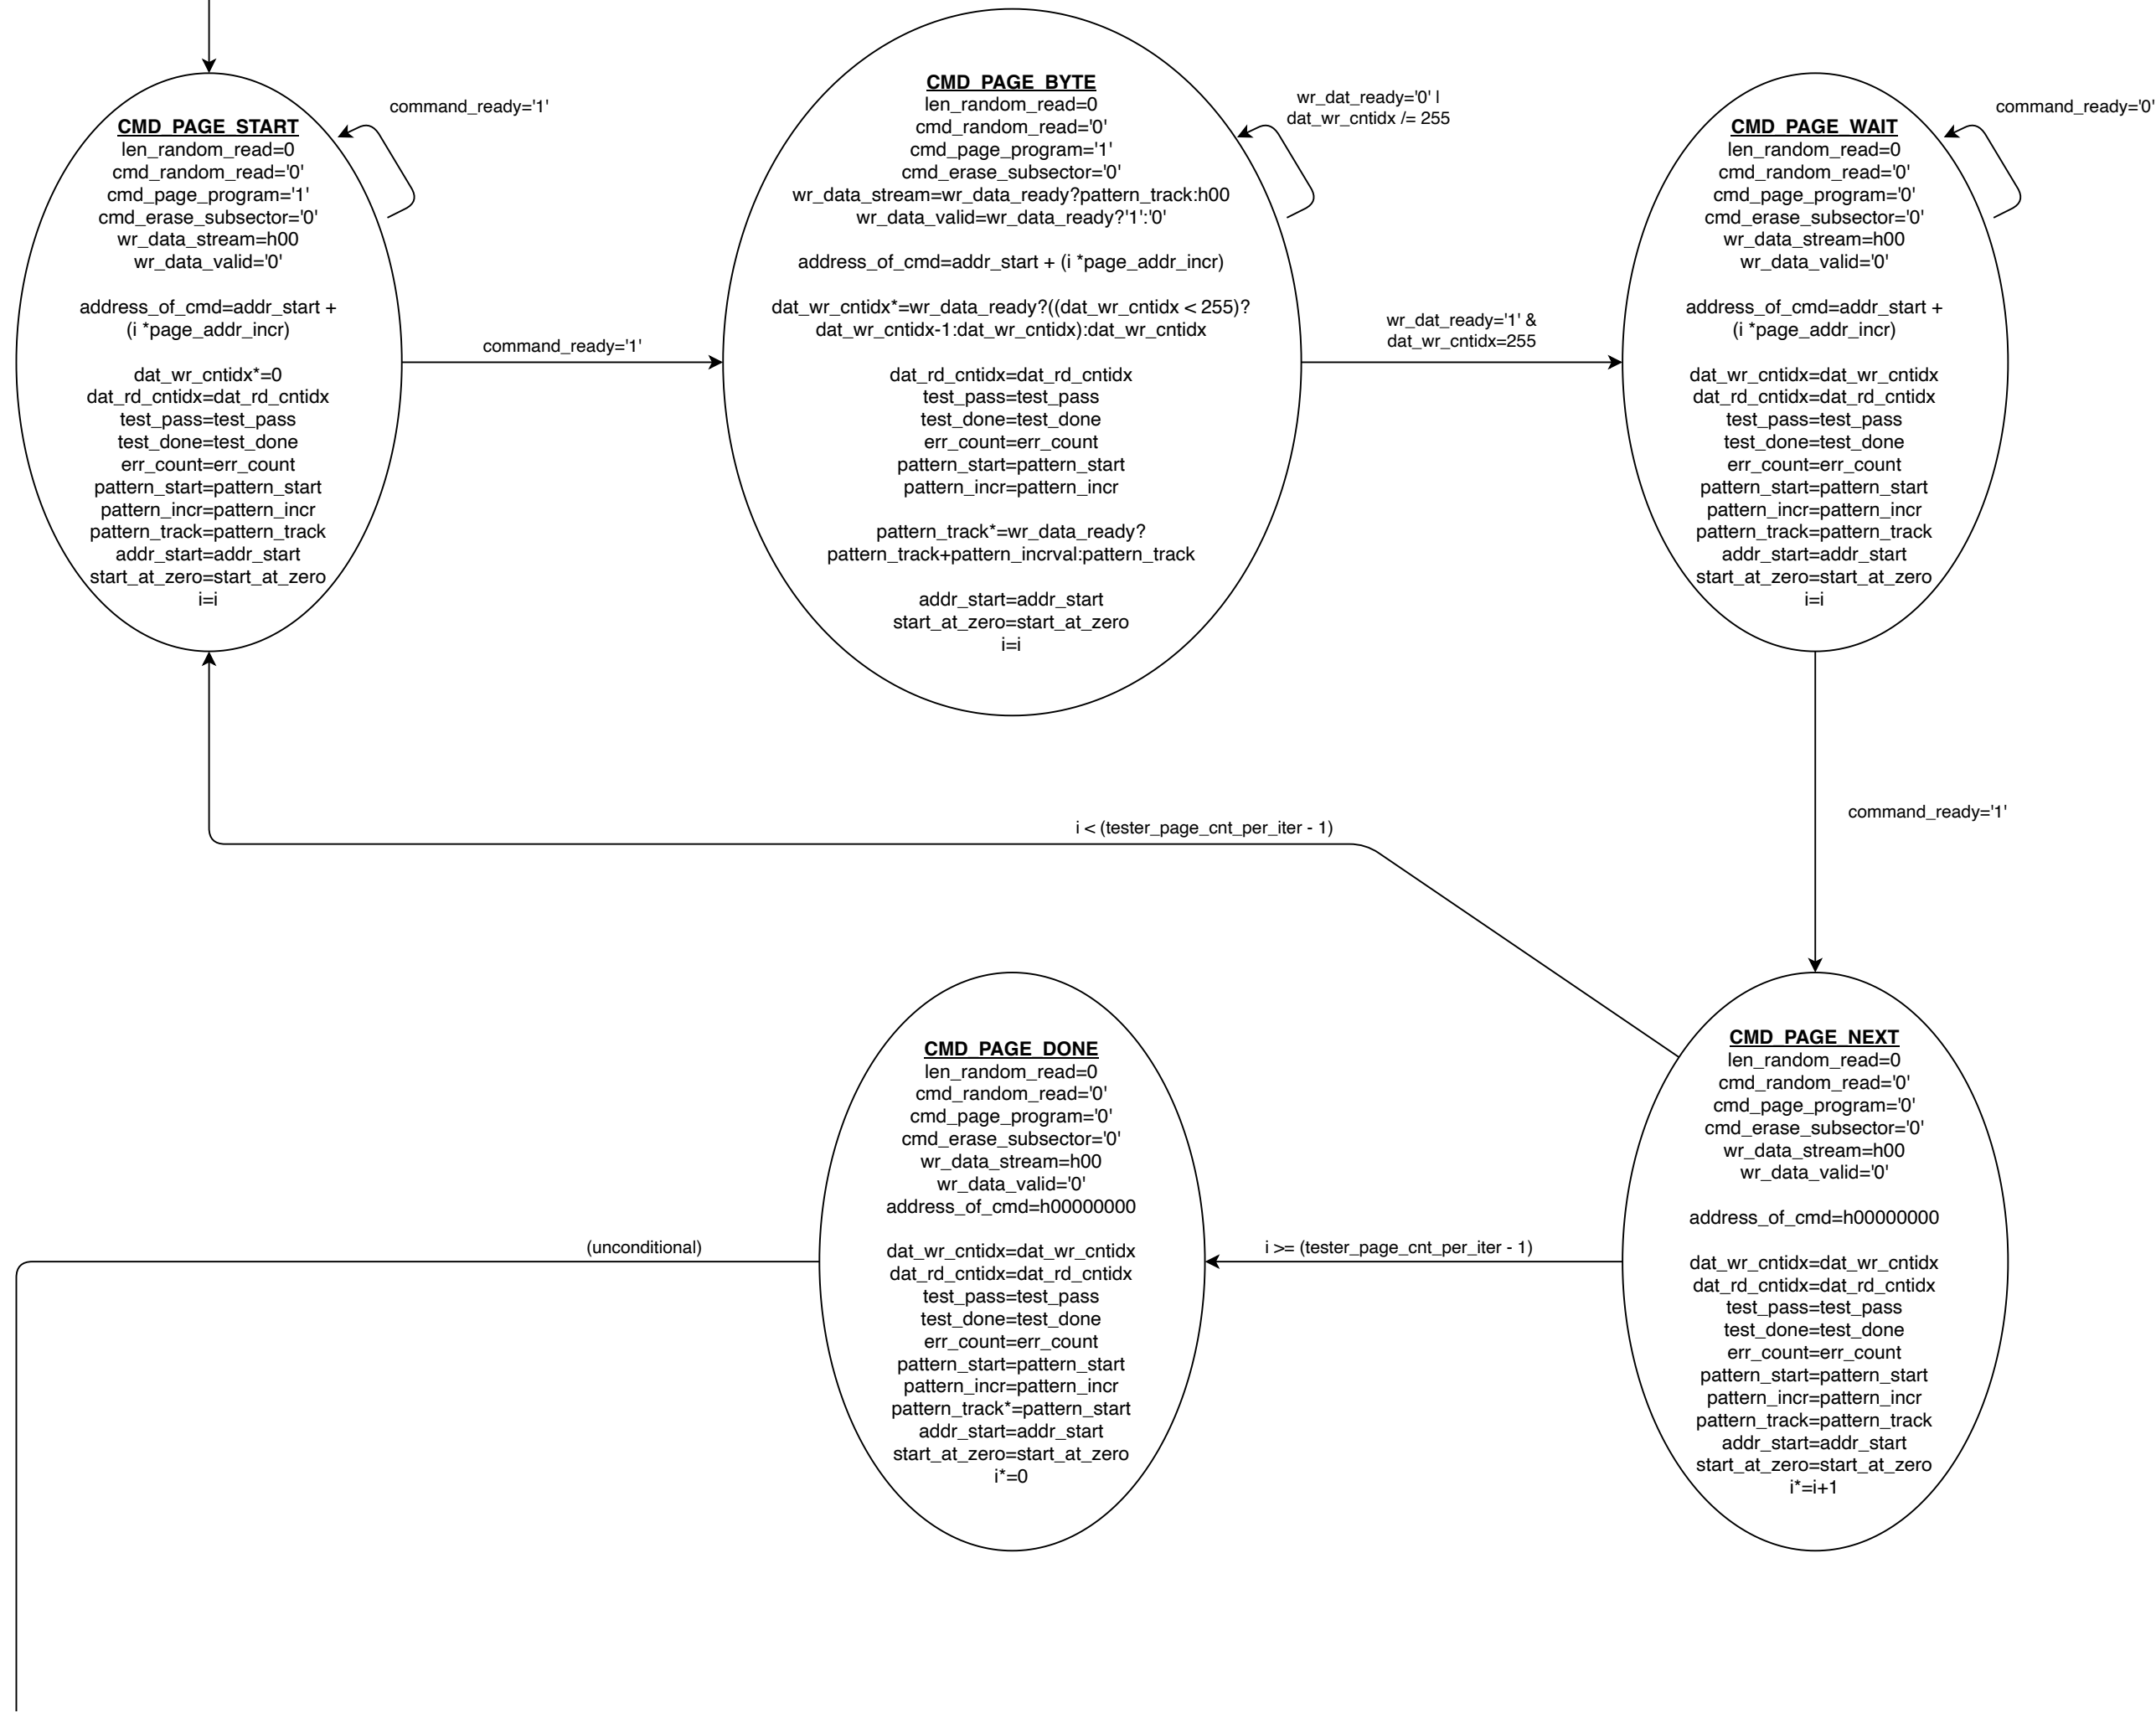 CMD_PAGE_START
len_random_read=0
cmd_random_read='0'
cmd_page_program='1'
cmd_erase_subsector='0'
wr_data_stream=h00
wr_data_valid='0'
address_of_cmd=addr_start +
(i *page_addr_incr)
dat_wr_cntidx*=0
dat_rd_cntidx=dat_rd_cntidx
test_pass=test_pass
test_done=test_done
err_count=err_count
pattern_start=pattern_start
pattern_incr=pattern_incr
pattern_track=pattern_track
addr_start=addr_start
start_at_zero=start_at_zero
i=i
command_ready='1'
command_ready='1'
CMD_PAGE_BYTE
len_random_read=0
cmd_random_read='0'
cmd_page_program='1'
cmd_erase_subsector='0'
wr_data_stream=wr_data_ready?pattern_track:h00
wr_data_valid=wr_data_ready?'1':'0'
address_of_cmd=addr_start + (i *page_addr_incr)
dat_wr_cntidx*=wr_data_ready?((dat_wr_cntidx < 255)?
dat_wr_cntidx-1:dat_wr_cntidx):dat_wr_cntidx
dat_rd_cntidx=dat_rd_cntidx
test_pass=test_pass
test_done=test_done
err_count=err_count
pattern_start=pattern_start
pattern_incr=pattern_incr
pattern_track*=wr_data_ready?
pattern_track+pattern_incrval:pattern_track
addr_start=addr_start
start_at_zero=start_at_zero
i=i
wr_dat_ready='0' |
dat_wr_cntidx /= 255
wr_dat_ready='1' &
dat_wr_cntidx=255
CMD_PAGE_WAIT
len_random_read=0
cmd_random_read='0'
cmd_page_program='0'
cmd_erase_subsector='0'
wr_data_stream=h00
wr_data_valid='0'
address_of_cmd=addr_start +
(i *page_addr_incr)
dat_wr_cntidx=dat_wr_cntidx
dat_rd_cntidx=dat_rd_cntidx
test_pass=test_pass
test_done=test_done
err_count=err_count
pattern_start=pattern_start
pattern_incr=pattern_incr
pattern_track=pattern_track
addr_start=addr_start
start_at_zero=start_at_zero
i=i
command_ready='0'
command_ready='1'
i < (tester_page_cnt_per_iter - 1)
CMD_PAGE_NEXT
len_random_read=0
cmd_random_read='0'
cmd_page_program='0'
cmd_erase_subsector='0'
wr_data_stream=h00
wr_data_valid='0'
address_of_cmd=h00000000
dat_wr_cntidx=dat_wr_cntidx
dat_rd_cntidx=dat_rd_cntidx
test_pass=test_pass
test_done=test_done
err_count=err_count
pattern_start=pattern_start
pattern_incr=pattern_incr
pattern_track=pattern_track
addr_start=addr_start
start_at_zero=start_at_zero
i*=i+1
i >= (tester_page_cnt_per_iter - 1)
CMD_PAGE_DONE
len_random_read=0
cmd_random_read='0'
cmd_page_program='0'
cmd_erase_subsector='0'
wr_data_stream=h00
wr_data_valid='0'
address_of_cmd=h00000000
dat_wr_cntidx=dat_wr_cntidx
dat_rd_cntidx=dat_rd_cntidx
test_pass=test_pass
test_done=test_done
err_count=err_count
pattern_start=pattern_start
pattern_incr=pattern_incr
pattern_track*=pattern_start
addr_start=addr_start
start_at_zero=start_at_zero
i*=0
(unconditional)